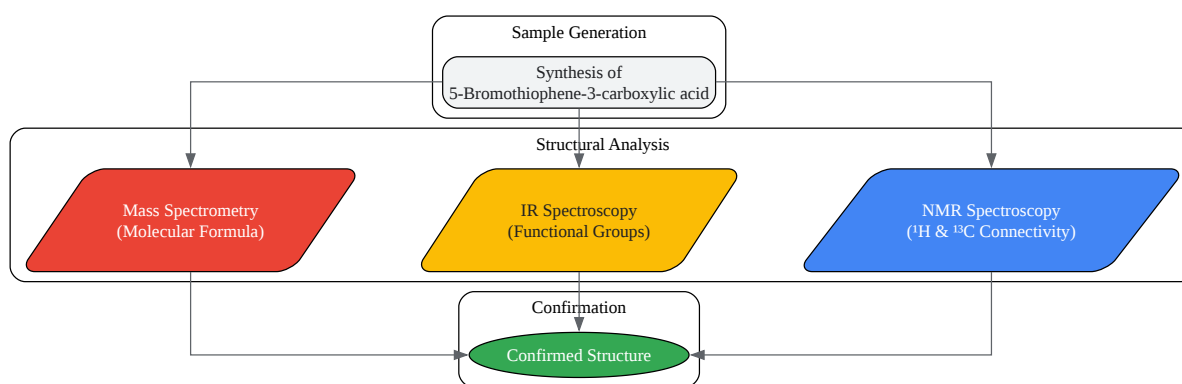 Sample Generation
Synthesis of
5-Bromothiophene-3-carboxylic acid
Structural Analysis
Mass Spectrometry
(Molecular Formula)
IR Spectroscopy
(Functional Groups)
NMR Spectroscopy
(¹H & ¹³C Connectivity)
Confirmation
Confirmed Structure